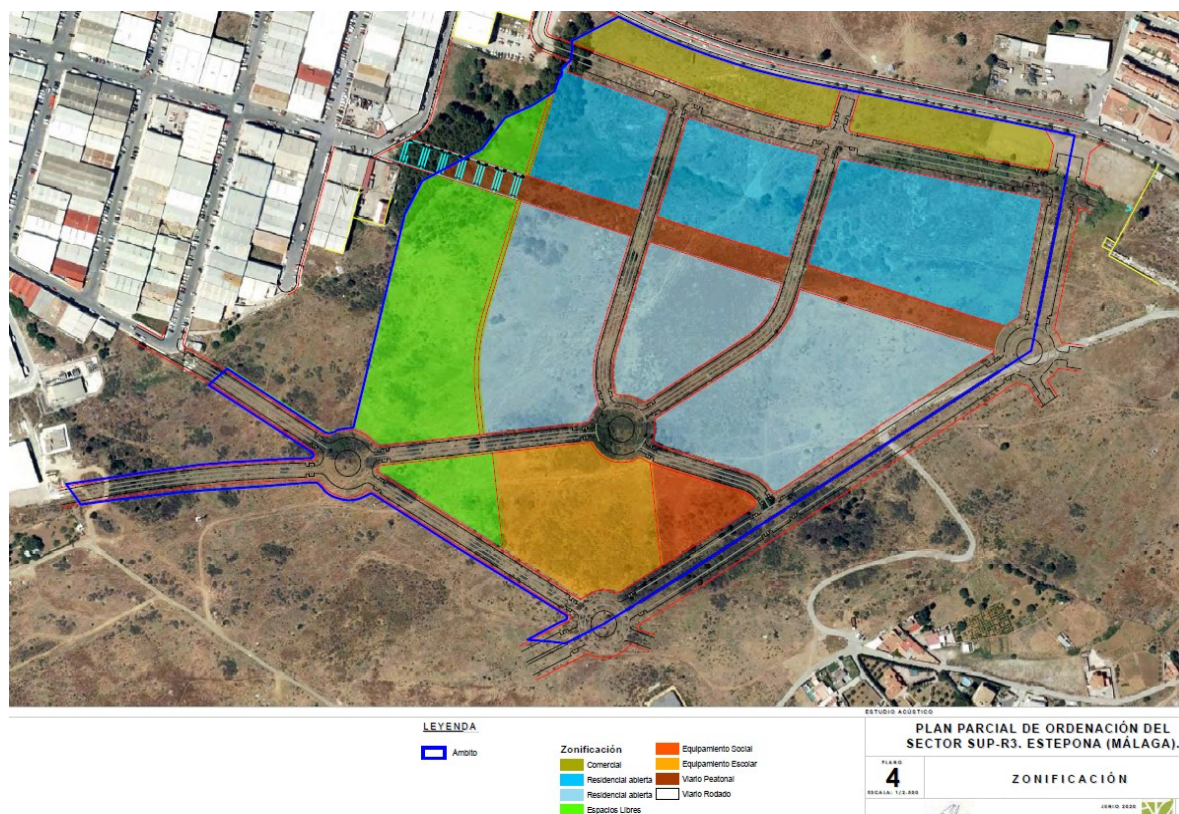 ESTUDIO ACÚSTICO
LEYENDA
PLAN PARCIAL DE ORDENACIÓN DEL
SECTOR SUP-R3. ESTEPONA (MÁLAGA).
Ámbito
Zonificación
Comercial
Residencial abierta
Residencial abierta
Espacios Libres
Equipamiento Social
Equipamiento Escolar
Viario Peatonal
Viario Rodado
PLANO
4
ESCALA: 1/2.500
ZONIFICACIÓN
JUNIO 2020